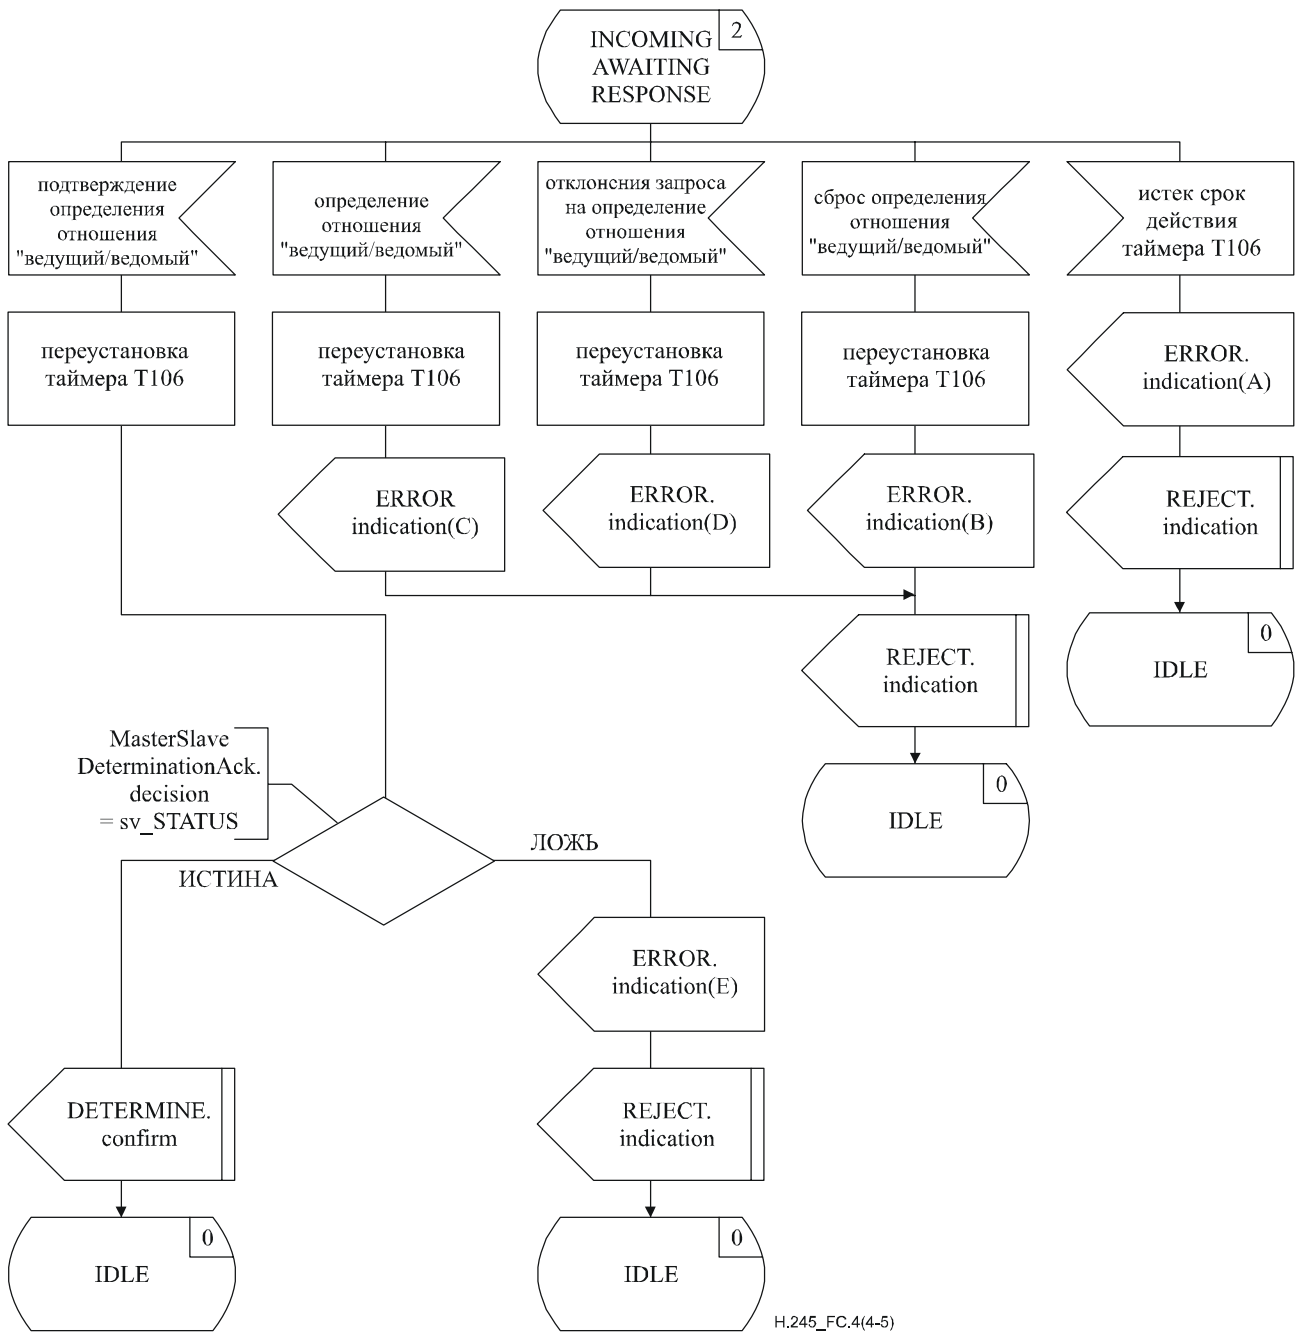 INCOMING
AWAITING
RESPONSE
2
подтверждение
определения
отношения
"ведущий/ведомый"
определение
отношения
"ведущий/ведомый"
отклонсния запроса
на определение
отношения
"ведущий/ведомый"
сброс определения
отношения
"ведущий/ведомый"
истек срок
действия
таймера T106
переустановка
таймера T106
переустановка
таймера T106
переустановка
таймера T106
переустановка
таймера T106
ERROR.
indication(A)
ERROR
indication(C)
ERROR.
indication(D)
ERROR.
indication(B)
REJECT.
indication
REJECT.
indication
0
IDLE
MasterSlave
DeterminationAck.
decision
= sv_STATUS
0
IDLE
ИСТИНА
ЛОЖЬ
ERROR.
indication(E)
DETERMINE.
confirm
REJECT.
indication
0
IDLE
0
IDLE
H.245_FC.4(4-5)